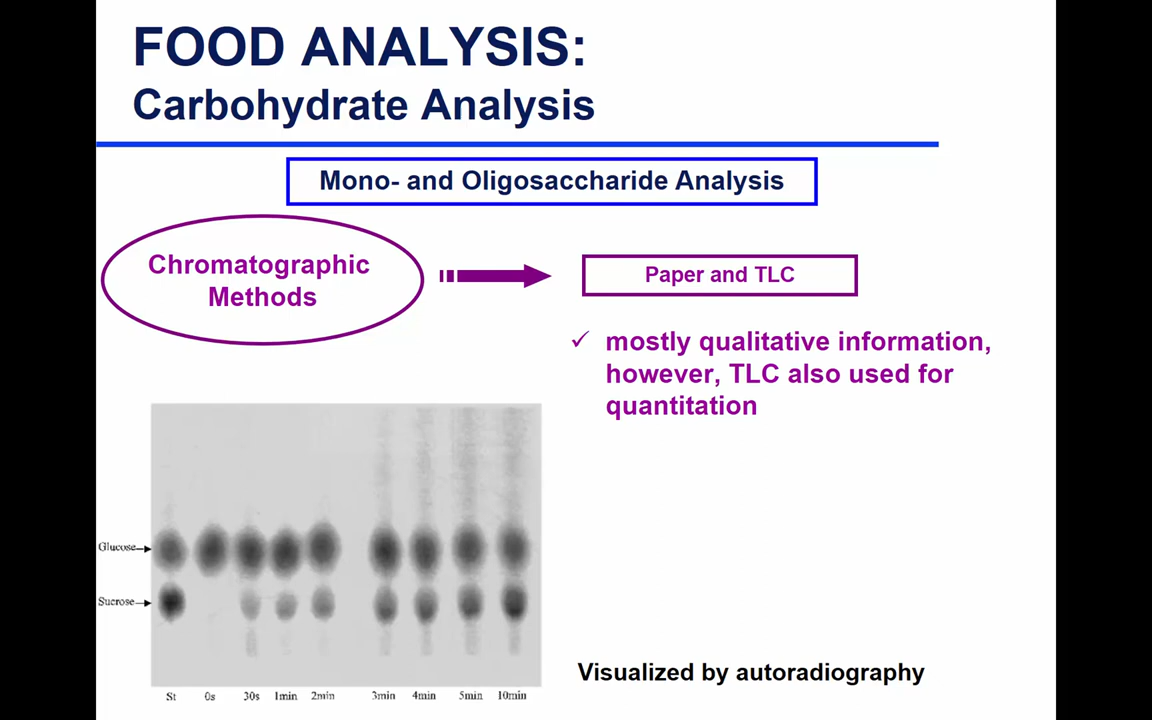 FOOD ANALYSIS:
Carbohydrate Analysis
Mono- and Oligosaccharide Analysis
Chromatographic
Methods
Paper and TLC
✓ mostly qualitative information,
however, TLC also used for
quantitation
Glucose
Sucrose
St 0s 30s 1min 2min 3min 4min 5min 10min
Visualized by autoradiography